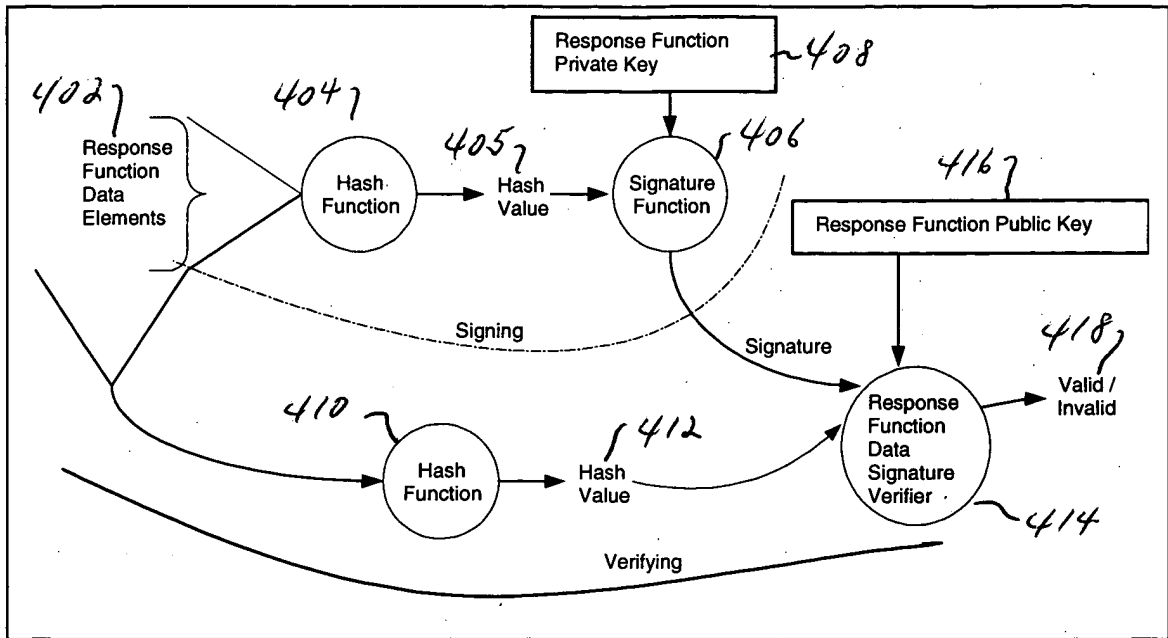 Response Function
Private Key
408
402
404
Response
Function
Data
Elements
Hash
Function
405
Hash
Value
Signature
Function
406
416
Response Function Public Key
Signing
Signature
418
Valid /
Invalid
410
Hash
Function
412
Hash
Value
Response
Function
Data
Signature
Verifier
414
Verifying